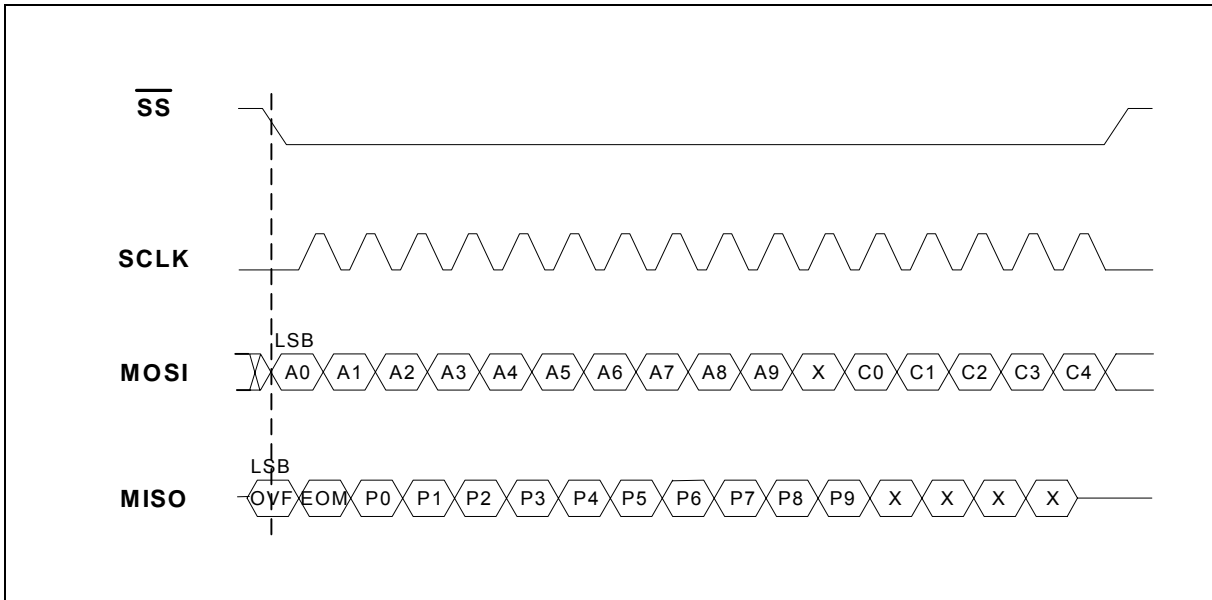 SS
SCLK
LSB
MOSI A0 A1 A2 A3 A4 A5 A6 A7 A8 A9 X C0 C1 C2 C3 C4
LSB
MISO OVF EOM P0 P1 P2 P3 P4 P5 P6 P7 P8 P9 X X X X